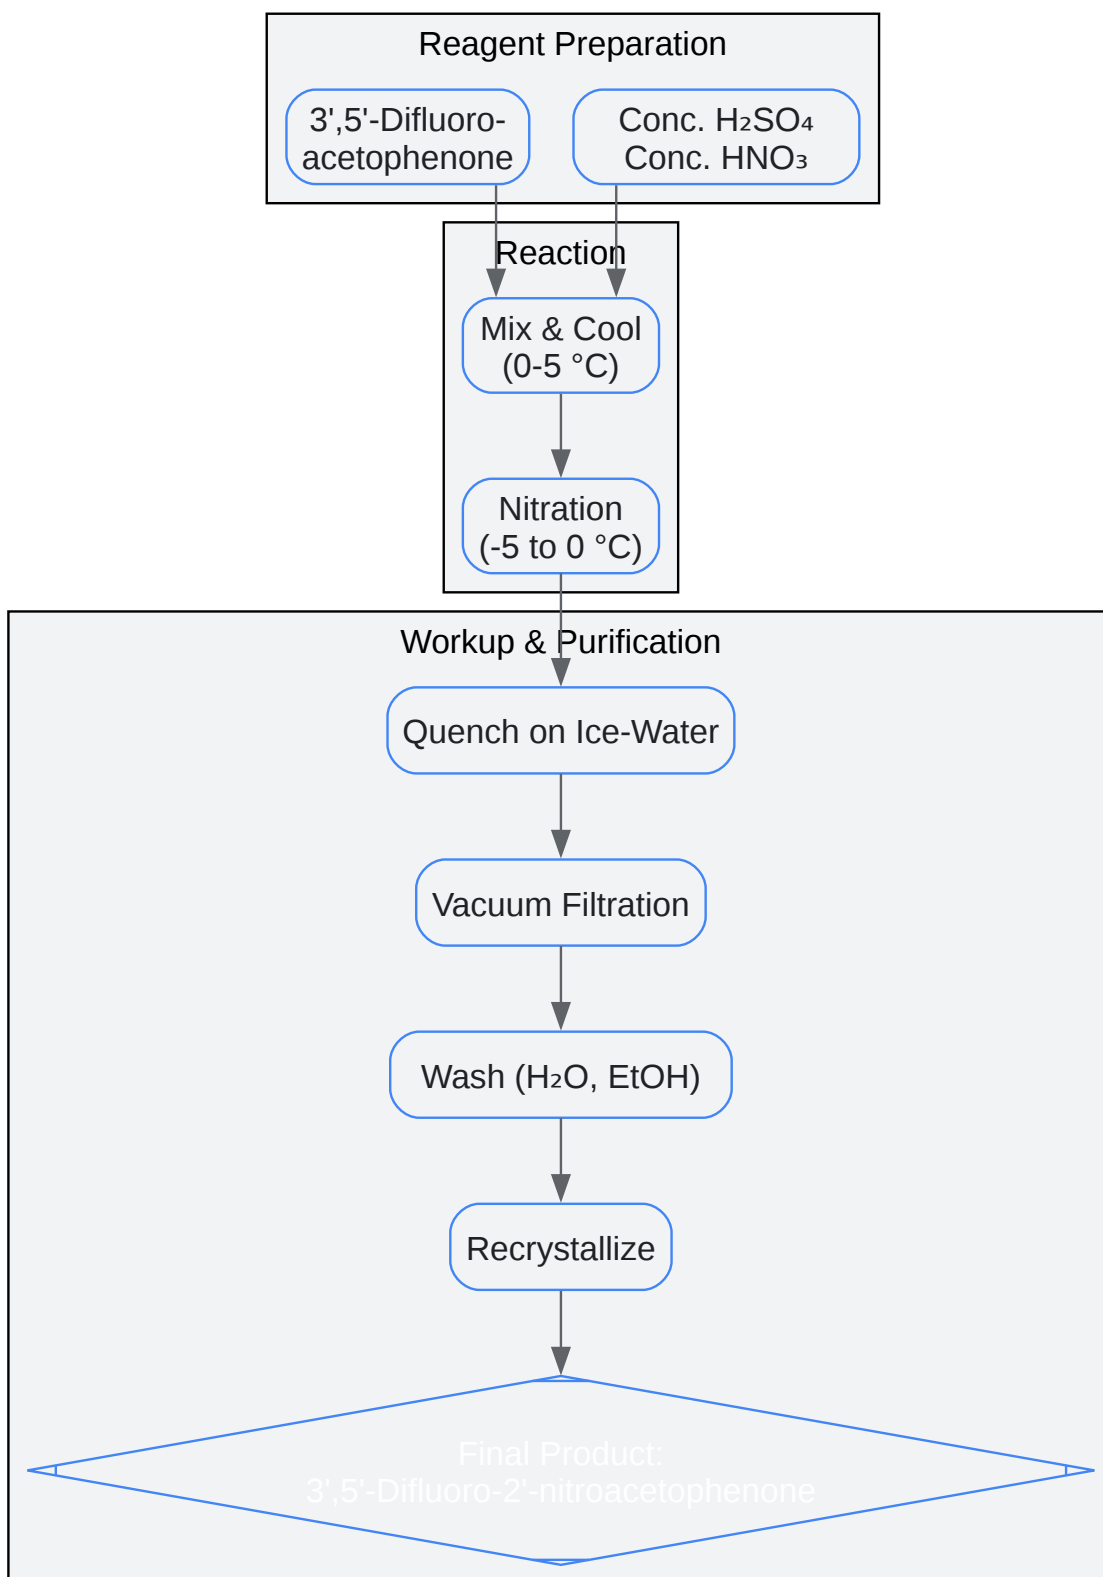 Reagent Preparation
3',5'-Difluoro-
acetophenone
Conc. H₂SO₄
Conc. HNO₃
Reaction
Mix & Cool
(0-5 °C)
Nitration
(-5 to 0 °C)
Workup & Purification
Quench on Ice-Water
Vacuum Filtration
Wash (H₂O, EtOH)
Recrystallize
Final Product:
3',5'-Difluoro-2'-nitroacetophenone